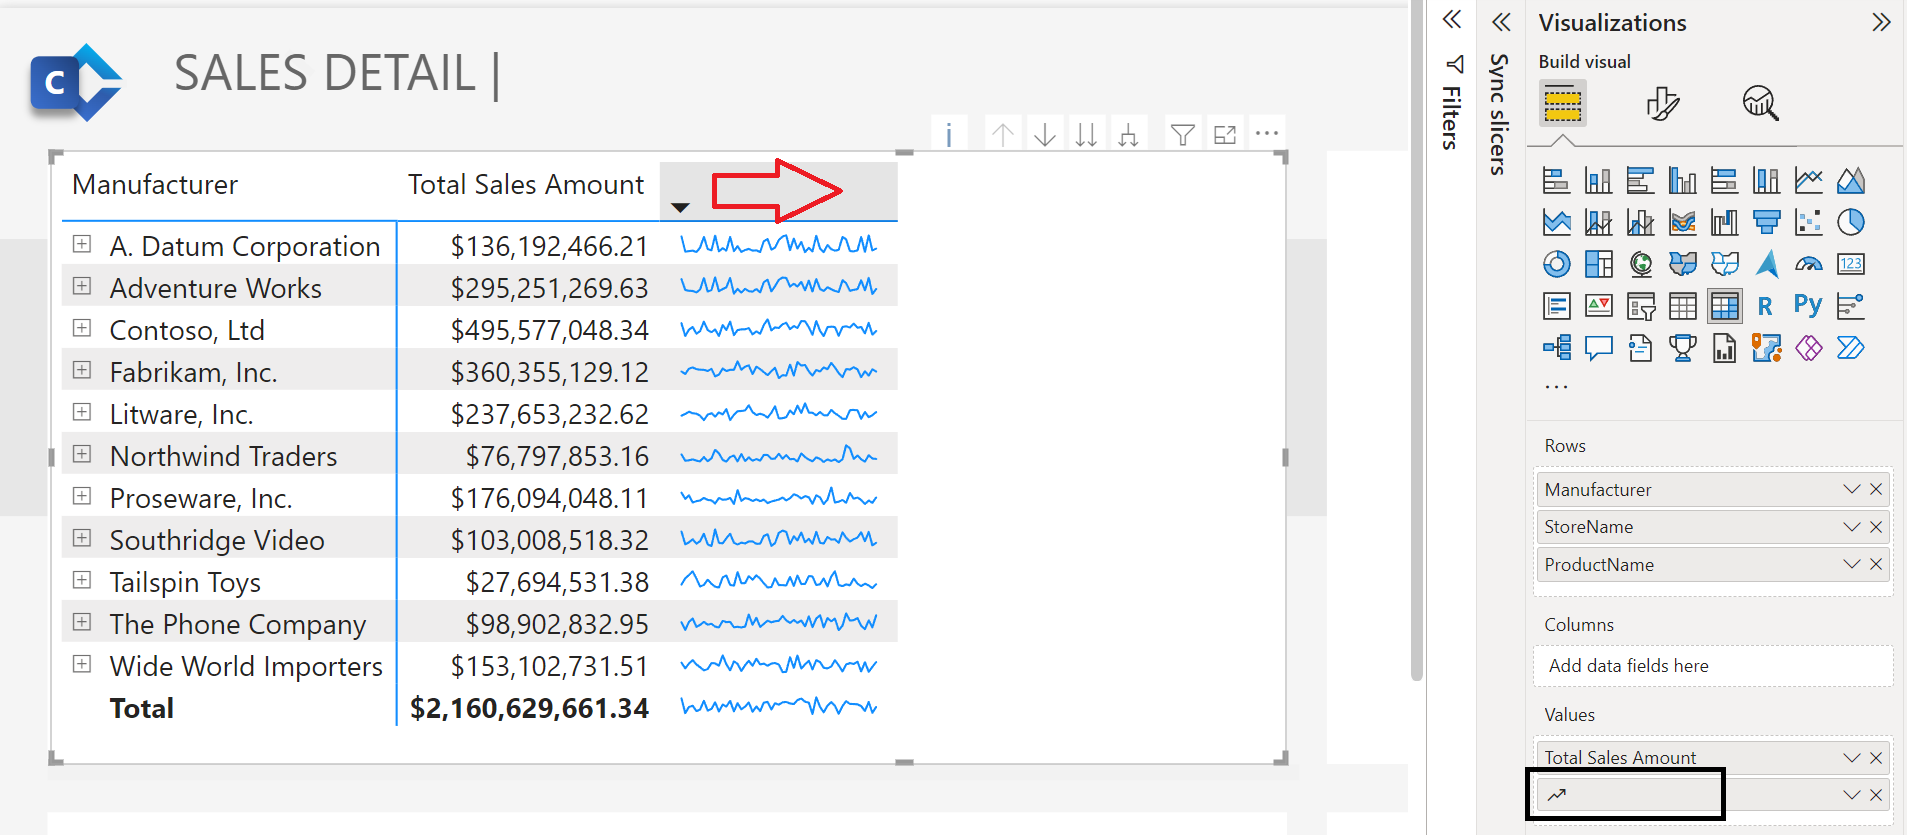 C
SALES DETAIL |
i
Manufacturer Total Sales Amount
A. Datum Corporation $136,192,466.21
Adventure Works $295,251,269.63
Contoso, Ltd $495,577,048.34
Fabrikam, Inc. $360,355,129.12
Litware, Inc. $237,653,232.62
Northwind Traders $76,797,853.16
Proseware, Inc. $176,094,048.11
Southridge Video $103,008,518.32
Tailspin Toys $27,694,531.38
The Phone Company $98,902,832.95
Wide World Importers $153,102,731.51
Total $2,160,629,661.34
Filters
Sync slicers
Visualizations
Build visual
123
R Py
...
Rows
Manufacturer
StoreName
ProductName
Columns
Add data fields here
Values
Total Sales Amount